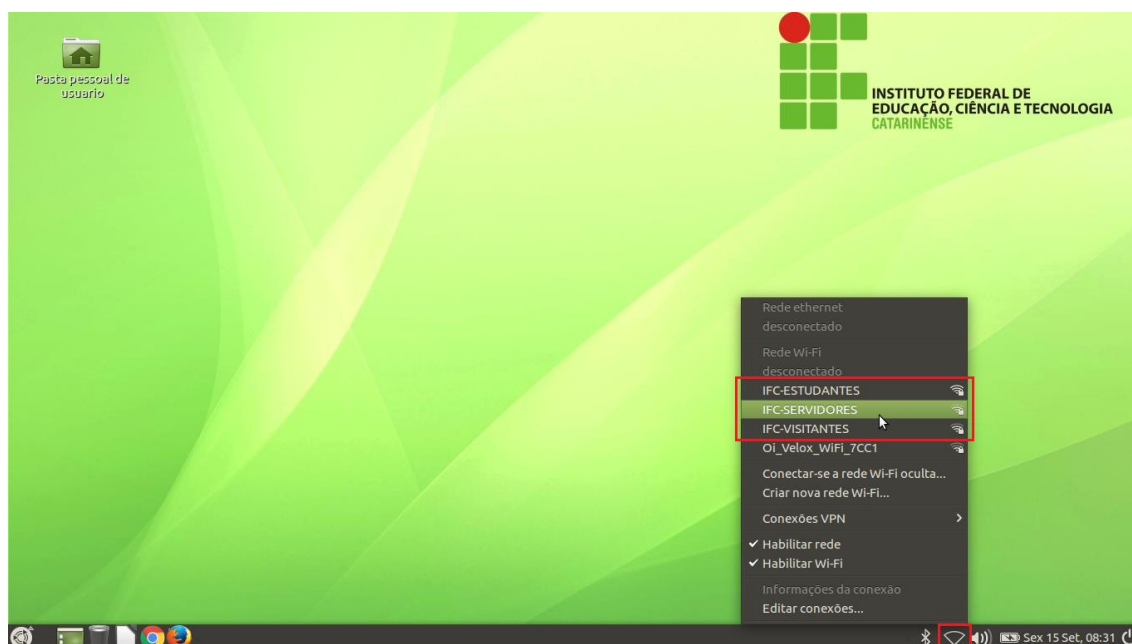 Pasta pessoal de
usuario
INSTITUTO FEDERAL DE
EDUCAÇÃO, CIÊNCIA E TECNOLOGIA
CATARINENSE
Rede ethernet
desconectado
Rede Wi-Fi
desconectado
IFC-ESTUDANTES
IFC-SERVIDORES
IFC-VISITANTES
Oi_Velox_WiFi_7CC1
Conectar-se a rede Wi-Fi oculta...
Criar nova rede Wi-Fi...
Conexões VPN
Habilitar rede
Habilitar Wi-Fi
Informações da conexão
Editar conexões...
Sex 15 Set, 08:31